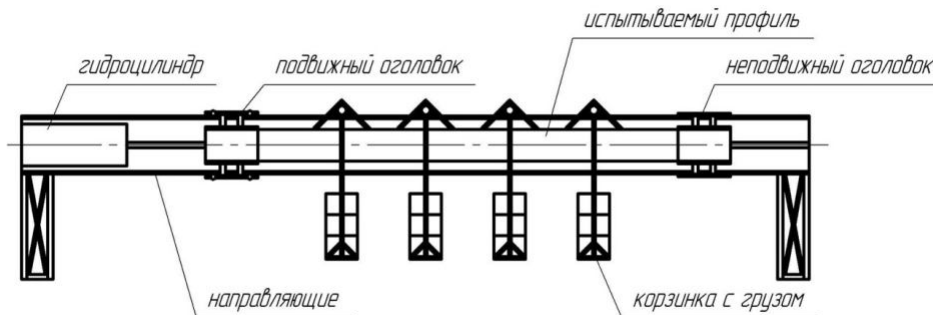 испытываемый профиль
гидроцилиндр
подвижный оголовок
неподвижный оголовок
направляющие
корзинка с грузом